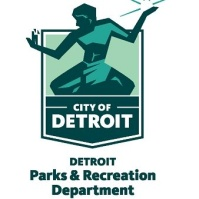 CITY OF
DETROIT
DETROIT
Parks & Recreation
Department